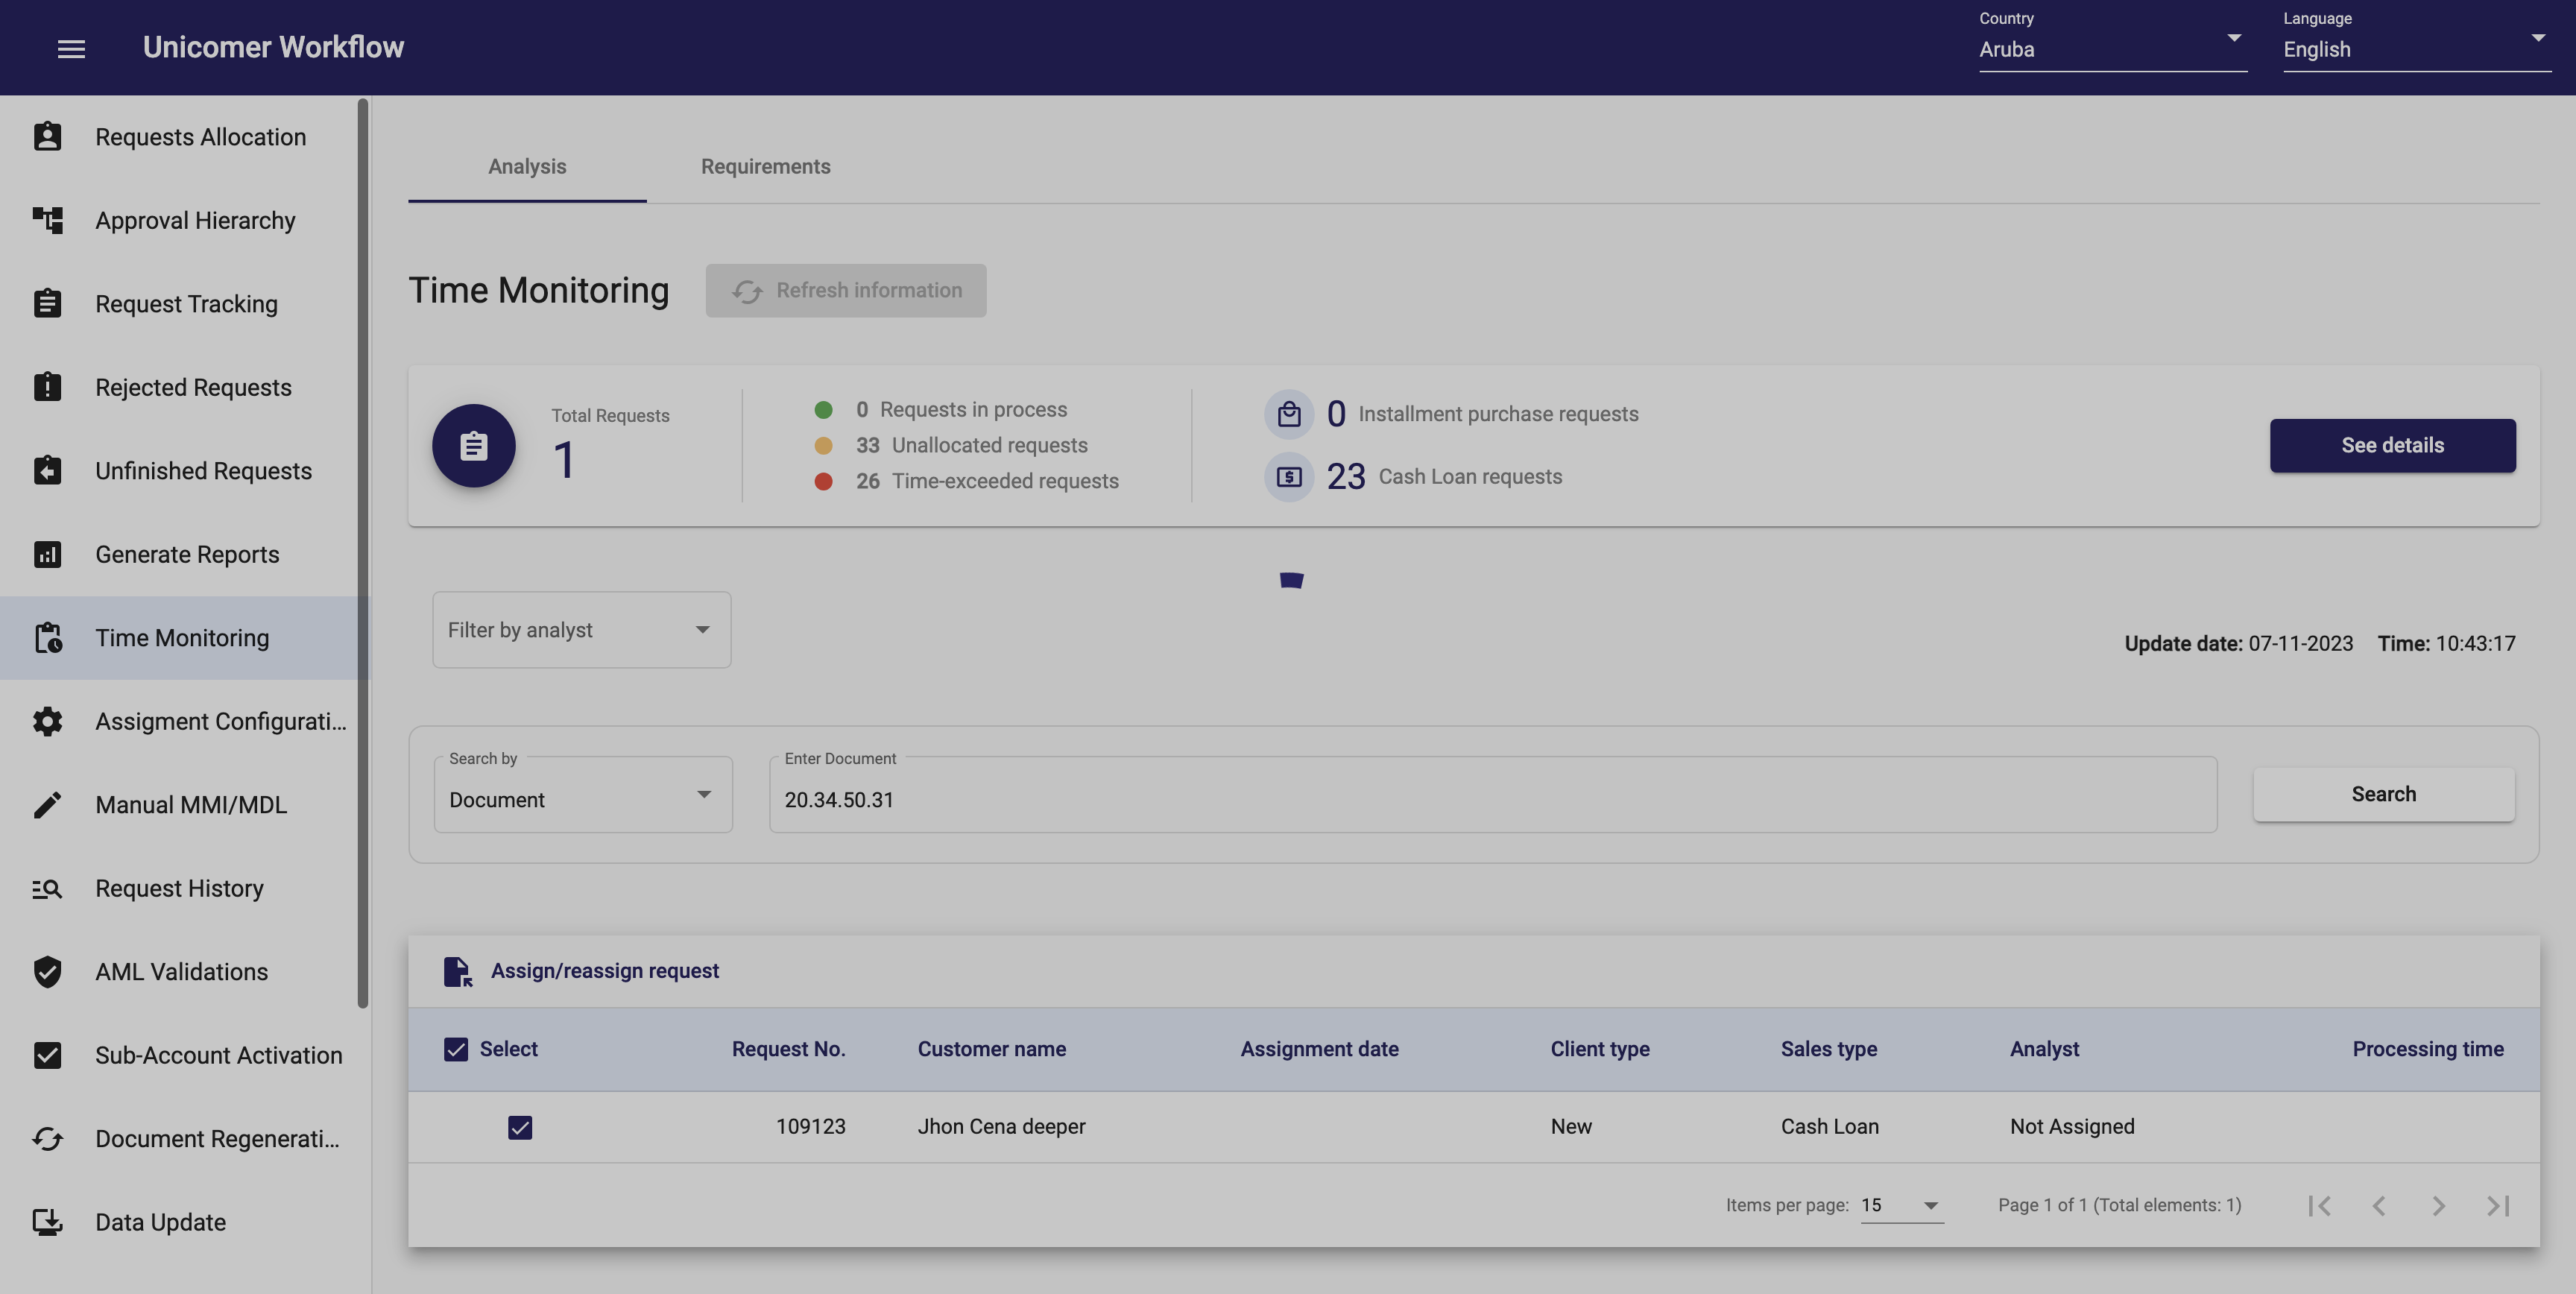 Unicomer Workflow
Country
Aruba
Language
English
Requests Allocation
Approval Hierarchy
Request Tracking
Rejected Requests
Unfinished Requests
Generate Reports
Time Monitoring
Assigment Configurati...
Manual MMI/MDL
Request History
AML Validations
Sub-Account Activation
Document Regenerati...
Data Update
Analysis Requirements
Time Monitoring Refresh information
Total Requests
1
0 Requests in process
33 Unallocated requests
26 Time-exceeded requests
0 Installment purchase requests
23 Cash Loan requests
See details
Filter by analyst
Update date: 07-11-2023 Time: 10:43:17
Search by
Document
Enter Document
20.34.50.31
Search
Assign/reassign request
Select Request No. Customer name Assignment date Client type Sales type Analyst Processing time
109123 Jhon Cena deeper New Cash Loan Not Assigned
Items per page: 15 Page 1 of 1 (Total elements: 1)